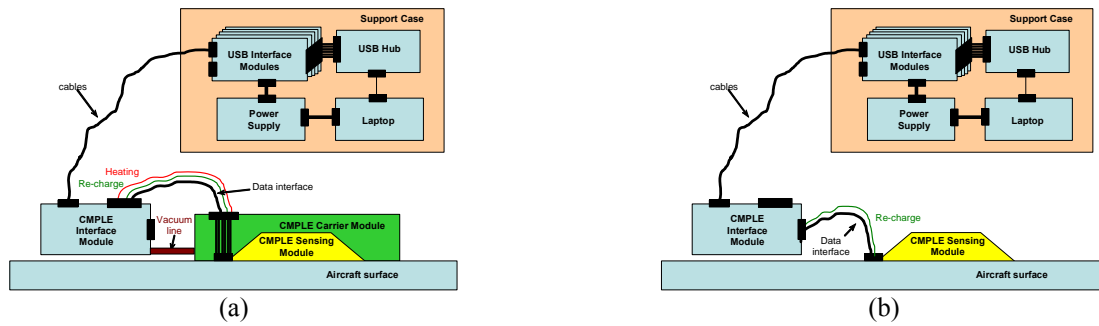 Support Case
USB Interface
Modules
USB Hub
cables
Power
Supply
Laptop
Heating
Re-charge
Data interface
CMPLE
Interface
Module
Vacuum
line
CMPLE Carrier Module
CMPLE Sensing
Module
Aircraft surface
(a)
Support Case
USB Interface
Modules
USB Hub
cables
Power
Supply
Laptop
CMPLE
Interface
Module
Re-charge
Data
interface
CMPLE Sensing
Module
Aircraft surface
(b)